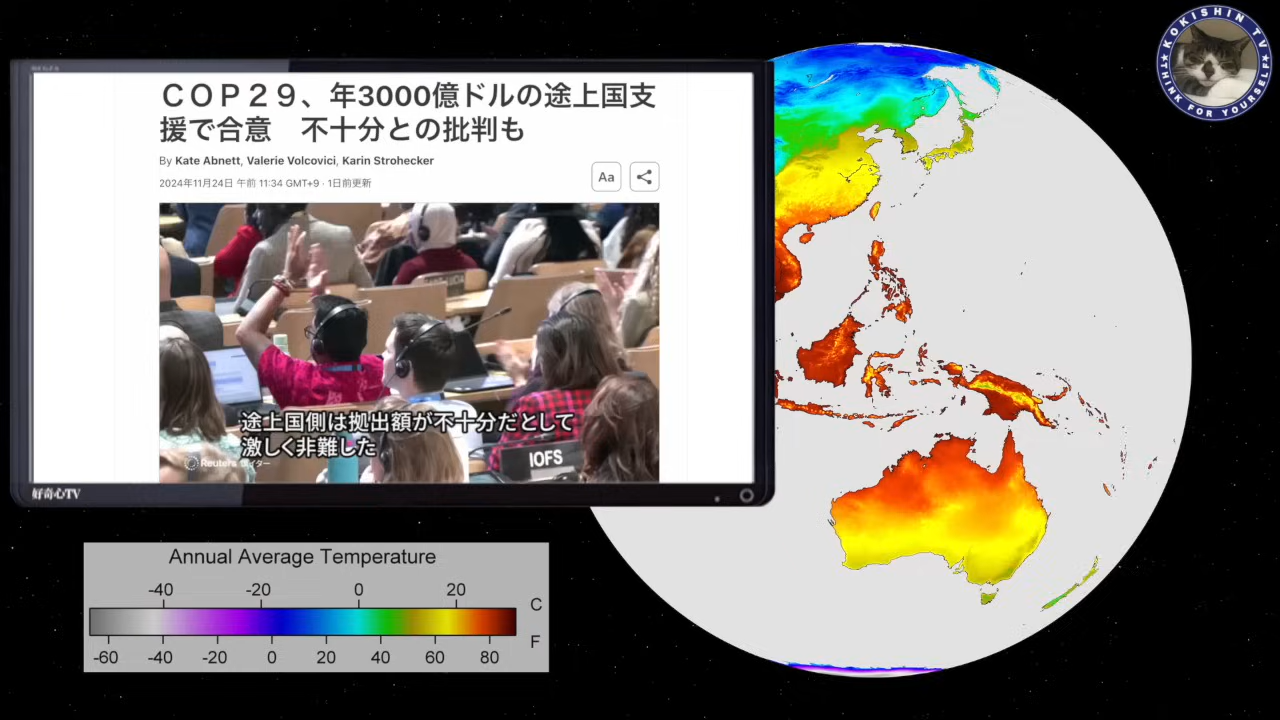 KOKISHIN TV
THINK FOR YOURSELF
COP29、年3000億ドルの途上国支
援で合意 不十分との批判も
By Kate Abnett, Valerie Volcovici, Karin Strohecker
2024年11月24日 午前 11:34 GMT+9 · 1日前更新
Aa
途上国側は拠出額が不十分だとして
激しく非難した
Reuters ロイター
IOFS
好奇心TV
Annual Average Temperature
-40 -20 0 20
C
F
-60 -40 -20 0 20 40 60 80